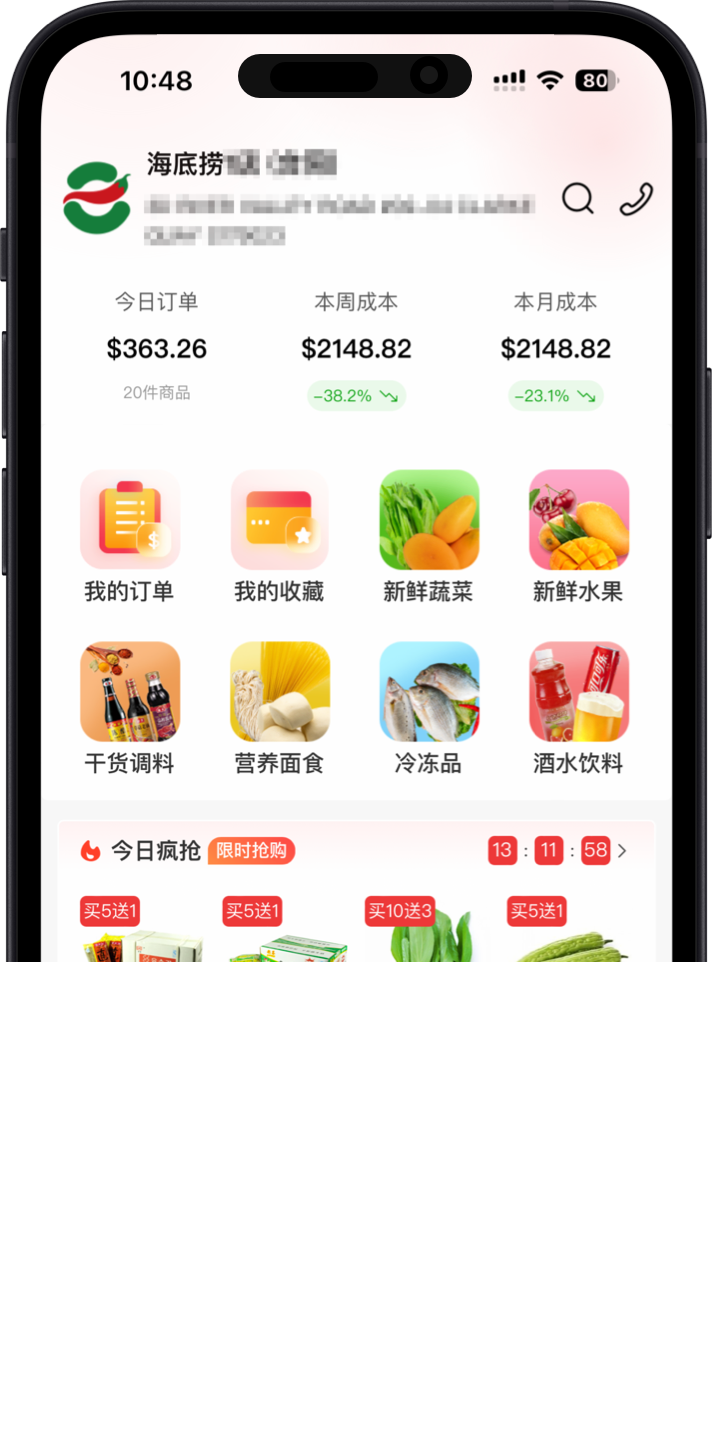 10:48
80
海底捞
今日订单 本周成本 本月成本
$363.26 $2148.82 $2148.82
20件商品 -38.2% -23.1%
我的订单 我的收藏 新鲜蔬菜 新鲜水果
干货调料 营养面食 冷冻品 酒水饮料
今日疯抢 限时抢购 13 : 11 : 58
买5送1 买5送1 买10送3 买5送1